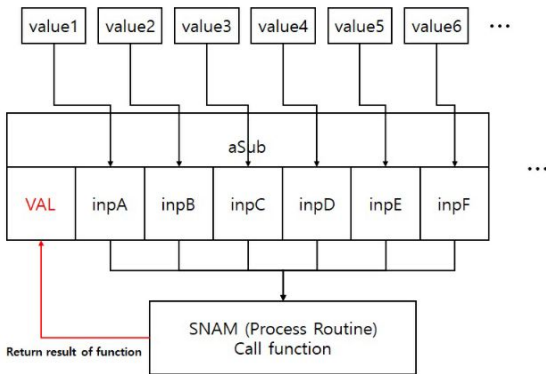 value1 value2 value3 value4 value5 value6 ...
aSub
...
VAL inpA inpB inpC inpD inpE inpF
SNAM (Process Routine)
Call function
Return result of function